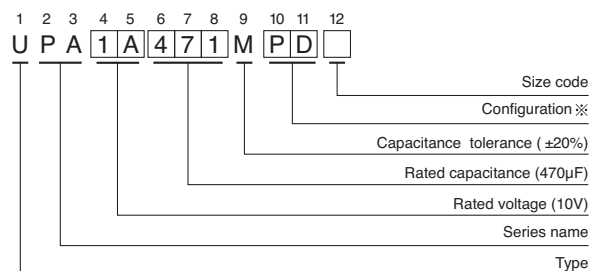 1 2 3 4 5 6 7 8 9 10 11 12
U P A 1 A 4 7 1 M P D
Size code
Configuration ※
Capacitance tolerance ( ±20%)
Rated capacitance (470µF)
Rated voltage (10V)
Series name
Type